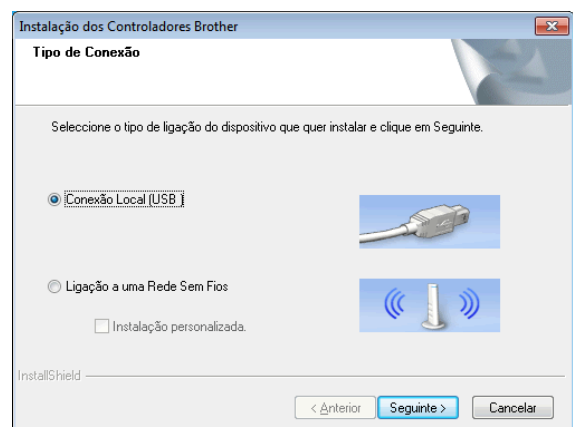 Instalação dos Controladores Brother
Tipo de Conexão
Seleccione o tipo de ligação do dispositivo que quer instalar e clique em Seguinte.
Conexão Local (USB )
Ligação a uma Rede Sem Fios
Instalação personalizada.
InstallShield
< Anterior Seguinte > Cancelar